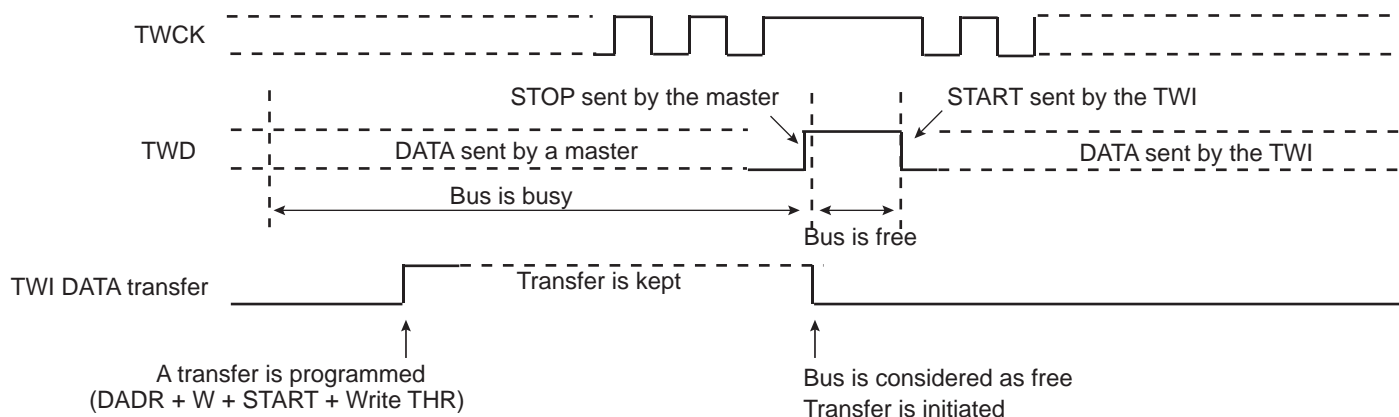 TWCK
STOP sent by the master
START sent by the TWI
TWD
DATA sent by a master
DATA sent by the TWI
Bus is busy
Bus is free
TWI DATA transfer
Transfer is kept
A transfer is programmed
(DADR + W + START + Write THR)
Bus is considered as free
Transfer is initiated